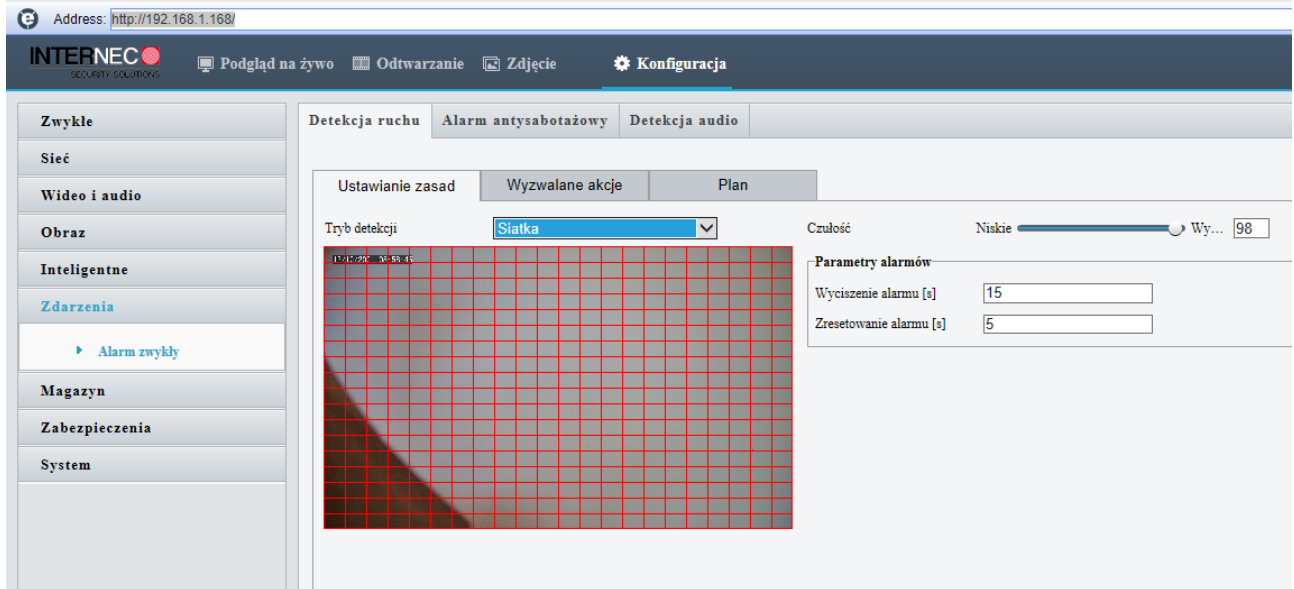 Address: http://192.168.1.168/
INTERNEC
SECURITY SOLUTIONS
Podgląd na żywo Odtwarzanie Zdjęcie Konfiguracja
Zwykłe
Sieć
Wideo i audio
Obraz
Inteligentne
Zdarzenia
Alarm zwykły
Magazyn
Zabezpieczenia
System
Detekcja ruchu Alarm antysabotażowy Detekcja audio
Ustawianie zasad Wyzwalane akcje Plan
Tryb detekcji Siatka
Czułość Niskie Wy... 98
Parametry alarmów
Wyciszenie alarmu [s] 15
Zresetowanie alarmu [s] 5